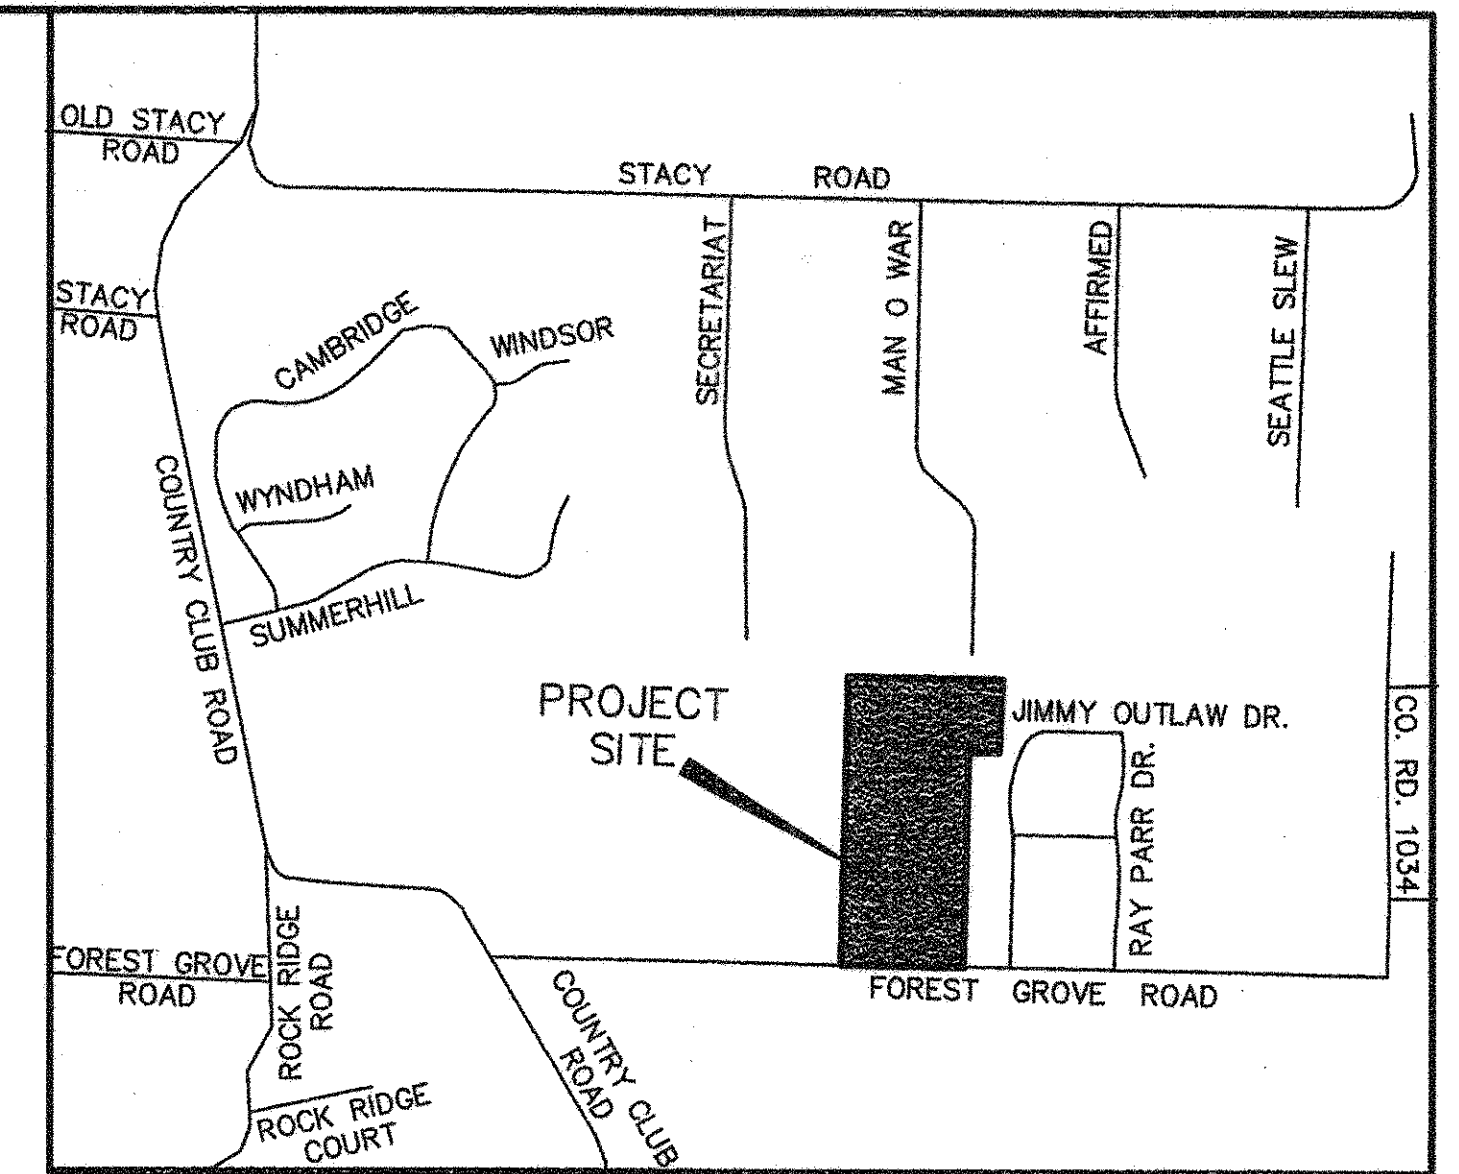 OLD STACY
ROAD
STACY ROAD
STACY
ROAD
SECRETARIAT
MAN O WAR
AFFIRMED
SEATTLE SLEW
CAMBRIDGE
WINDSOR
WYNDHAM
SUMMERHILL
COUNTRY CLUB ROAD
PROJECT
SITE
JIMMY OUTLAW DR.
RAY PARR DR.
CO. RD. 1034
FOREST GROVE
ROAD
ROCK RIDGE
ROAD
FOREST GROVE ROAD
COUNTRY CLUB
ROAD
ROCK RIDGE
COURT